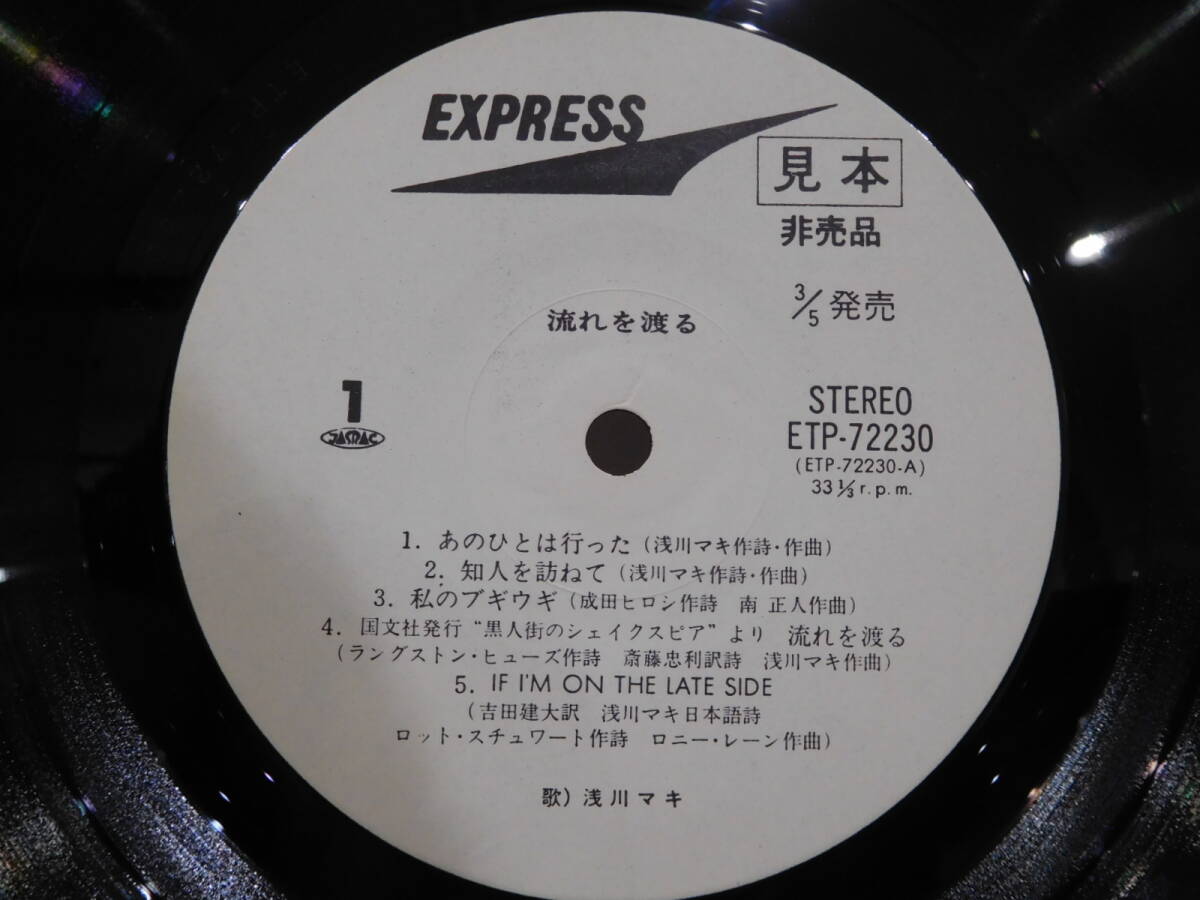 EXPRESS
見本
非売品
3/5 発売
流れを渡る
1
JASRAC
STEREO
ETP-72230
(ETP-72230-A)
33 1/3 r.p.m.
1. あのひとは行った (浅川マキ作詩・作曲)
2. 知人を訪ねて (浅川マキ作詩・作曲)
3. 私のブギウギ (成田ヒロシ作詩 南 正人作曲)
4. 国文社発行 “黒人街のシェイクスピア” より 流れを渡る
(ラングストン・ヒューズ作詩 斎藤忠利訳詩 浅川マキ作曲)
5. IF I'M ON THE LATE SIDE
(吉田建大訳 浅川マキ日本語詩
ロット・スチュワート作詩 ロニー・レーン作曲)
歌) 浅川マキ